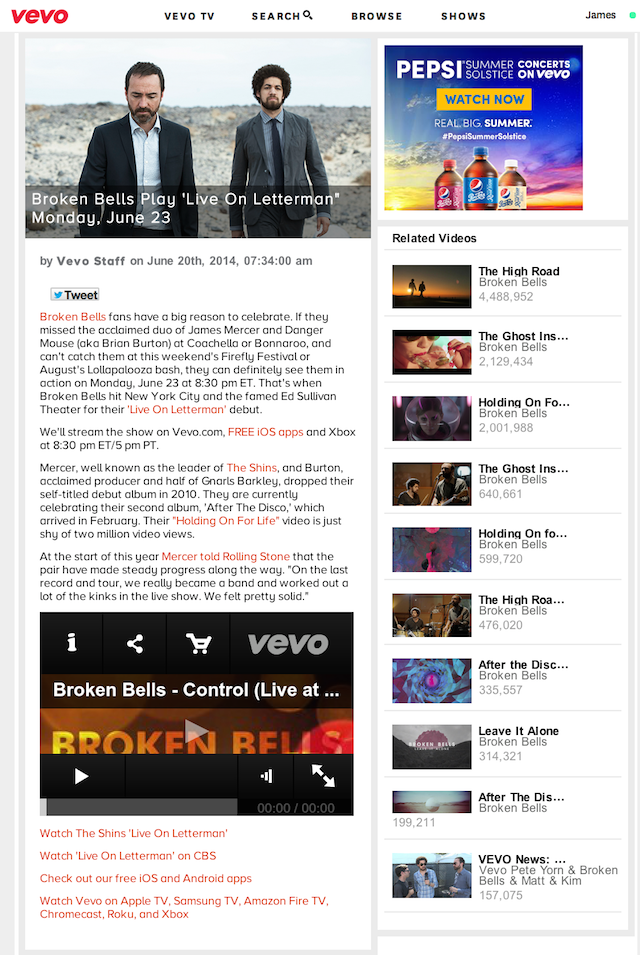 vevo
VEVO TV
SEARCH
BROWSE
SHOWS
James
Broken Bells Play 'Live On Letterman"
Monday, June 23
by Vevo Staff on June 20th, 2014, 07:34:00 am
Tweet
Broken Bells fans have a big reason to celebrate. If they
missed the acclaimed duo of James Mercer and Danger
Mouse (aka Brian Burton) at Coachella or Bonnaroo, and
can't catch them at this weekend's Firefly Festival or
August's Lollapalooza bash, they can definitely see them in
action on Monday, June 23 at 8:30 pm ET. That's when
Broken Bells hit New York City and the famed Ed Sullivan
Theater for their 'Live On Letterman' debut.
We'll stream the show on Vevo.com, FREE iOS apps and Xbox
at 8:30 pm ET/5 pm PT.
Mercer, well known as the leader of The Shins, and Burton,
acclaimed producer and half of Gnarls Barkley, dropped their
self-titled debut album in 2010. They are currently
celebrating their second album, 'After The Disco,' which
arrived in February. Their "Holding On For Life" video is just
shy of two million video views.
At the start of this year Mercer told Rolling Stone that the
pair have made steady progress along the way. "On the last
record and tour, we really became a band and worked out a
lot of the kinks in the live show. We felt pretty solid."
vevo
Broken Bells - Control (Live at ...
BROKEN BELLS
00:00 / 00:00
Watch The Shins 'Live On Letterman'
Watch 'Live On Letterman' on CBS
Check out our free iOS and Android apps
Watch Vevo on Apple TV, Samsung TV, Amazon Fire TV,
Chromecast, Roku, and Xbox
PEPSI SUMMER SOLSTICE CONCERTS ON vevo
WATCH NOW
REAL. BIG. SUMMER.
#PepsiSummerSolstice
Related Videos
The High Road
Broken Bells
4,488,952
The Ghost Ins...
Broken Bells
2,129,434
Holding On Fo...
Broken Bells
2,001,988
The Ghost Ins...
Broken Bells
640,661
Holding On fo...
Broken Bells
599,720
The High Roa...
Broken Bells
476,020
After the Disc...
Broken Bells
335,557
BROKEN BELLS
LEAVE IT ALONE
Leave It Alone
Broken Bells
314,321
After The Dis...
Broken Bells
199,211
VEVO News: ...
Vevo Pete Yorn & Broken
Bells & Matt & Kim
157,075